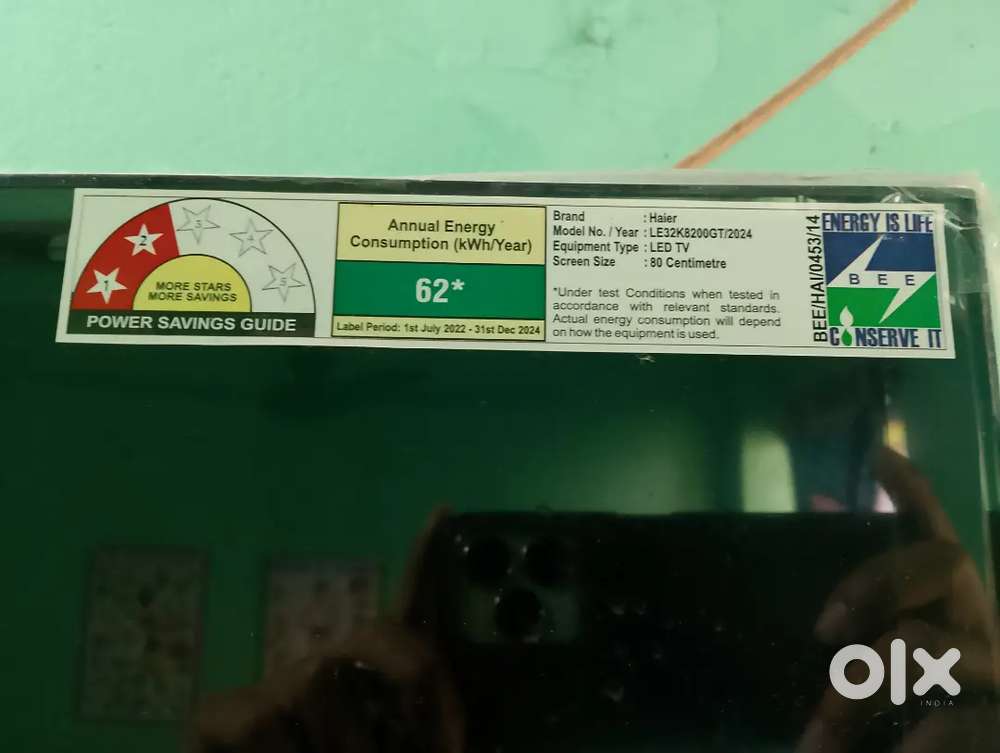 1
2
3
4
5
MORE STARS
MORE SAVINGS
POWER SAVINGS GUIDE
Annual Energy
Consumption (kWh/Year)
62*
Label Period: 1st July 2022 - 31st Dec 2024
Brand : Haier
Model No. / Year : LE32K8200GT/2024
Equipment Type : LED TV
Screen Size : 80 Centimetre
*Under test Conditions when tested in
accordance with relevant standards.
Actual energy consumption will depend
on how the equipment is used.
BEE/HAI/0453/14
ENERGY IS LIFE
BEE
CONSERVE IT
olx
INDIA